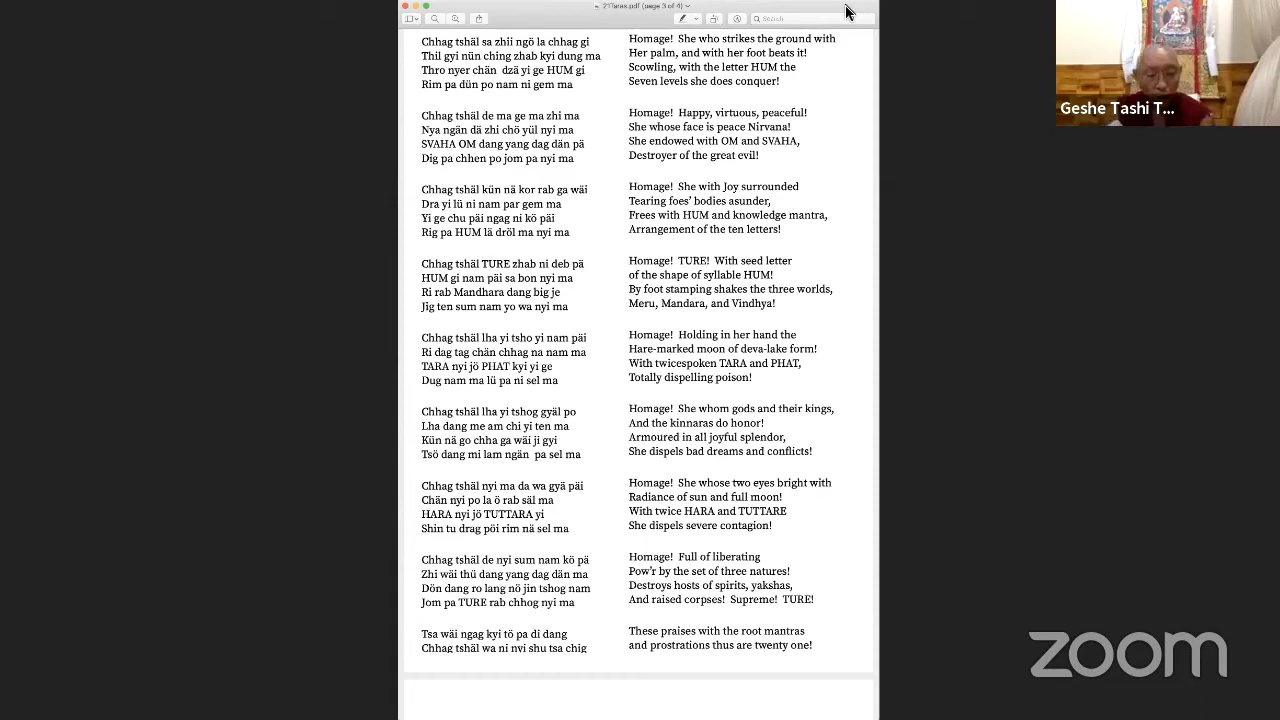 21Taras.pdf (page 3 of 4)
Search
Chhag tshäl sa zhii ngö la chhag gi
Thil gyi nün ching zhab kyi dung ma
Thro nyer chän dzä yi ge HUM gi
Rim pa dün po nam ni gem ma
Chhag tshäl de ma ge ma zhi ma
Nya ngän dä zhi chö yül nyi ma
SVAHA OM dang yang dag dän pä
Dig pa chhen po jom pa nyi ma
Chhag tshäl kün nä kor rab ga wäi
Dra yi lü ni nam par gem ma
Yi ge chu päi ngag ni kö päi
Rig pa HUM lä dröl ma nyi ma
Chhag tshäl TURE zhab ni deb pä
HUM gi nam päi sa bon nyi ma
Ri rab Mandhara dang big je
Jig ten sum nam yo wa nyi ma
Chhag tshäl lha yi tsho yi nam päi
Ri dag tag chän chhag na nam ma
TARA nyi jö PHAT kyi yi ge
Dug nam ma lü pa ni sel ma
Chhag tshäl lha yi tshog gyäl po
Lha dang me am chi yi ten ma
Kün nä go chha ga wäi ji gyi
Tsö dang mi lam ngän pa sel ma
Chhag tshäl nyi ma da wa gyä päi
Chän nyi po la ö rab säl ma
HARA nyi jö TUTTARA yi
Shin tu drag pöi rim nä sel ma
Chhag tshäl de nyi sum nam kö pä
Zhi wäi thü dang yang dag dän ma
Dön dang ro lang nö jin tshog nam
Jom pa TURE rab chhog nyi ma
Tsa wäi ngag kyi tö pa di dang
Chhag tshäl wa ni nyi shu tsa chig
Homage! She who strikes the ground with
Her palm, and with her foot beats it!
Scowling, with the letter HUM the
Seven levels she does conquer!
Homage! Happy, virtuous, peaceful!
She whose face is peace Nirvana!
She endowed with OM and SVAHA,
Destroyer of the great evil!
Homage! She with Joy surrounded
Tearing foes' bodies asunder,
Frees with HUM and knowledge mantra,
Arrangement of the ten letters!
Homage! TURE! With seed letter
of the shape of syllable HUM!
By foot stamping shakes the three worlds,
Meru, Mandara, and Vindhya!
Homage! Holding in her hand the
Hare-marked moon of deva-lake form!
With twicespoken TARA and PHAT,
Totally dispelling poison!
Homage! She whom gods and their kings,
And the kinnaras do honor!
Armoured in all joyful splendor,
She dispels bad dreams and conflicts!
Homage! She whose two eyes bright with
Radiance of sun and full moon!
With twice HARA and TUTTARE
She dispels severe contagion!
Homage! Full of liberating
Pow'r by the set of three natures!
Destroys hosts of spirits, yakshas,
And raised corpses! Supreme! TURE!
These praises with the root mantras
and prostrations thus are twenty one!
Geshe Tashi T...
zoom